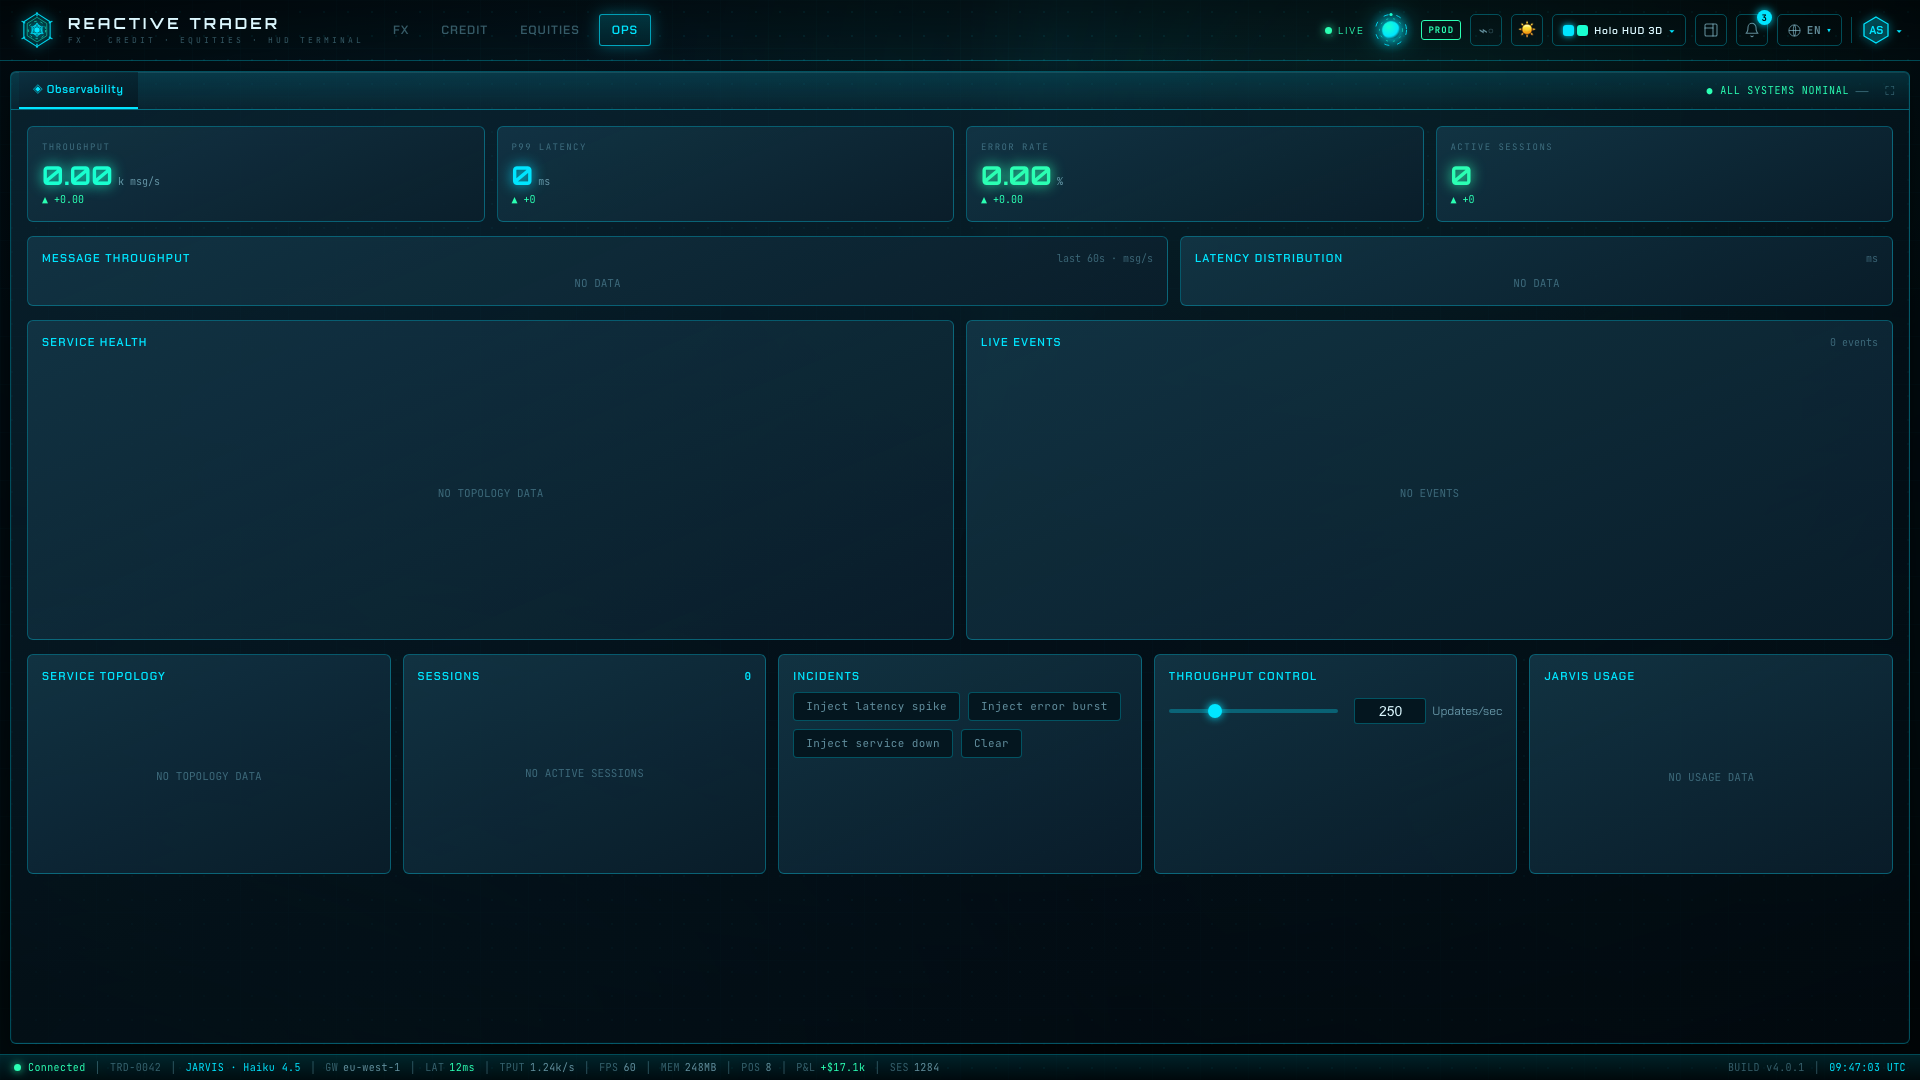 REACTIVE TRADER
FX · CREDIT · EQUITIES · HUD TERMINAL
FX
CREDIT
EQUITIES
OPS
LIVE
PROD
Holo HUD 3D
3
EN
AS
◈ Observability
● ALL SYSTEMS NOMINAL
THROUGHPUT
0.00 k msg/s
▲ +0.00
P99 LATENCY
0 ms
▲ +0
ERROR RATE
0.00 %
▲ +0.00
ACTIVE SESSIONS
0
▲ +0
MESSAGE THROUGHPUT
last 60s · msg/s
NO DATA
LATENCY DISTRIBUTION
ms
NO DATA
SERVICE HEALTH
NO TOPOLOGY DATA
LIVE EVENTS
0 events
NO EVENTS
SERVICE TOPOLOGY
NO TOPOLOGY DATA
SESSIONS
0
NO ACTIVE SESSIONS
INCIDENTS
Inject latency spike
Inject error burst
Inject service down
Clear
THROUGHPUT CONTROL
250 Updates/sec
JARVIS USAGE
NO USAGE DATA
Connected
TRD-0042
JARVIS · Haiku 4.5
GW eu-west-1
LAT 12ms
TPUT 1.24k/s
FPS 60
MEM 248MB
POS 8
P&L +$17.1k
SES 1284
BUILD v4.0.1
09:47:03 UTC